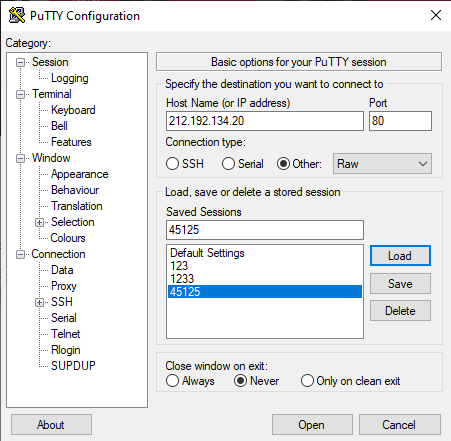 PuTTY Configuration
Category:
Session
Logging
Terminal
Keyboard
Bell
Features
Window
Appearance
Behaviour
Translation
Selection
Colours
Connection
Data
Proxy
SSH
Serial
Telnet
Rlogin
SUPDUP
Basic options for your PuTTY session
Specify the destination you want to connect to
Host Name (or IP address) Port
212.192.134.20 80
Connection type:
SSH Serial Other: Raw
Load, save or delete a stored session
Saved Sessions
45125
Default Settings
123
1233
45125
Load
Save
Delete
Close window on exit:
Always Never Only on clean exit
About Open Cancel